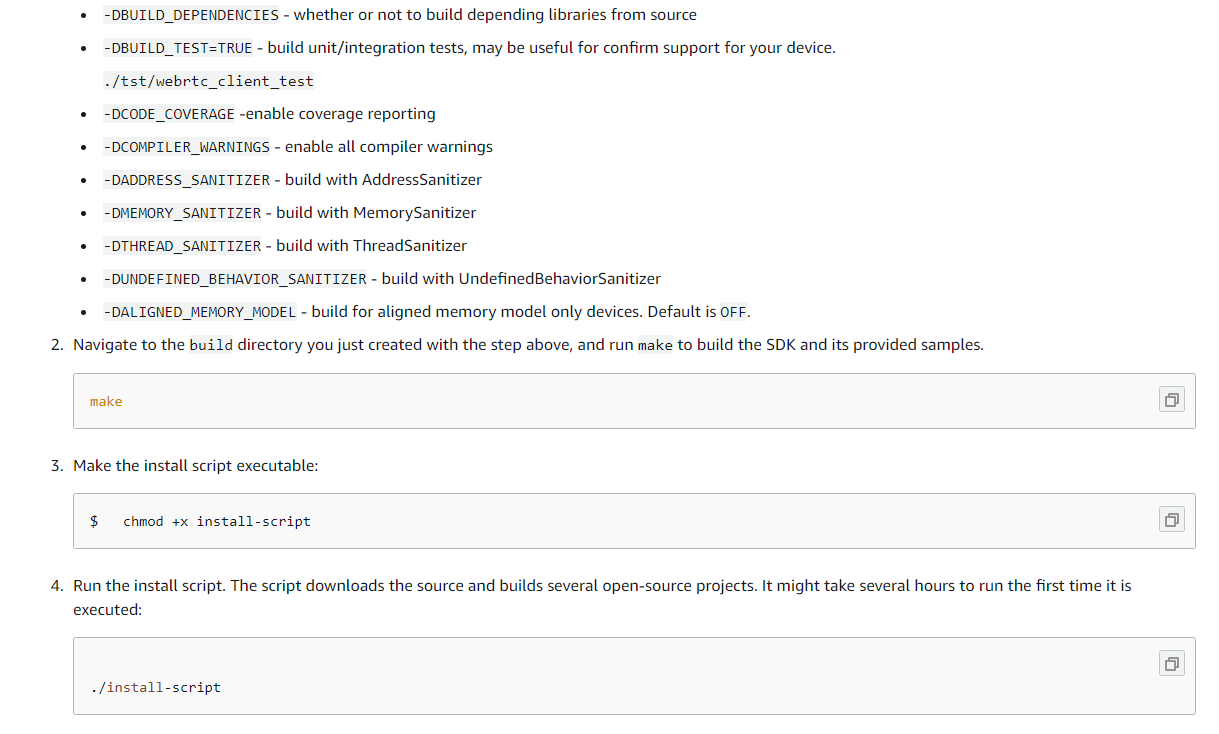 • -DBUILD_DEPENDENCIES - whether or not to build depending libraries from source
• -DBUILD_TEST=TRUE - build unit/integration tests, may be useful for confirm support for your device.
./tst/webrtc_client_test
• -DCODE_COVERAGE -enable coverage reporting
• -DCOMPILER_WARNINGS - enable all compiler warnings
• -DADDRESS_SANITIZER - build with AddressSanitizer
• -DMEMORY_SANITIZER - build with MemorySanitizer
• -DTHREAD_SANITIZER - build with ThreadSanitizer
• -DUNDEFINED_BEHAVIOR_SANITIZER - build with UndefinedBehaviorSanitizer
• -DALIGNED_MEMORY_MODEL - build for aligned memory model only devices. Default is OFF.
2. Navigate to the build directory you just created with the step above, and run make to build the SDK and its provided samples.
make
3. Make the install script executable:
$ chmod +x install-script
4. Run the install script. The script downloads the source and builds several open-source projects. It might take several hours to run the first time it is
executed:
./install-script